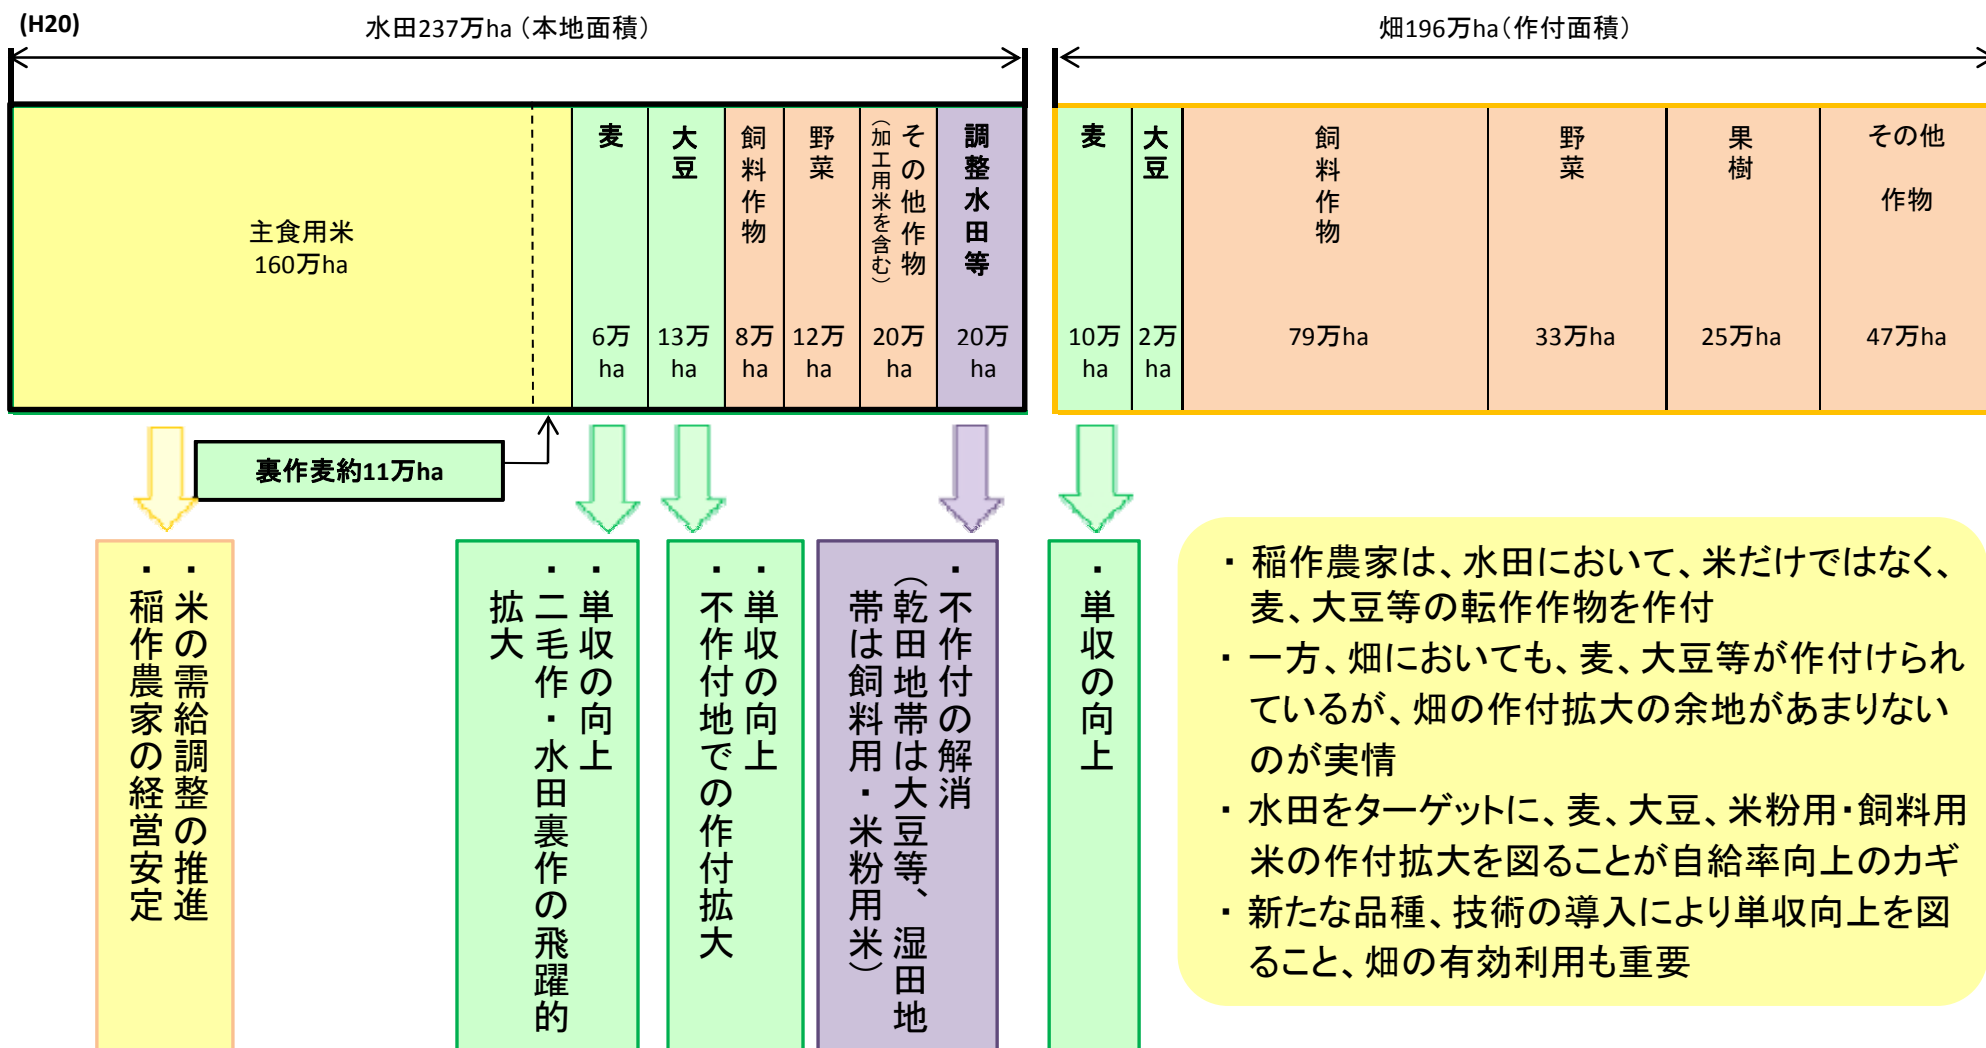 (H20)
水田237万ha（本地面積）
畑196万ha（作付面積）
主食用米
160万ha
麦
6万
ha
大豆
13万
ha
飼料作物
8万
ha
野菜
12万
ha
その他作物
（加工用米を含む）
20万
ha
調整水田等
20万
ha
麦
10万
ha
大豆
2万
ha
飼料作物
79万ha
野菜
33万ha
果樹
25万ha
その他
作物
47万ha
裏作麦約11万ha
・米の需給調整の推進
・稲作農家の経営安定
・単収の向上
・二毛作・水田裏作の飛躍的
拡大
・単収の向上
・不作付地での作付拡大
・不作付の解消
（乾田地帯は大豆等、湿田地
帯は飼料用・米粉用米）
・単収の向上
・稲作農家は、水田において、米だけではなく、
麦、大豆等の転作作物を作付
・一方、畑においても、麦、大豆等が作付けられ
ているが、畑の作付拡大の余地があまりない
のが実情
・水田をターゲットに、麦、大豆、米粉用・飼料用
米の作付拡大を図ることが自給率向上のカギ
・新たな品種、技術の導入により単収向上を図
ること、畑の有効利用も重要